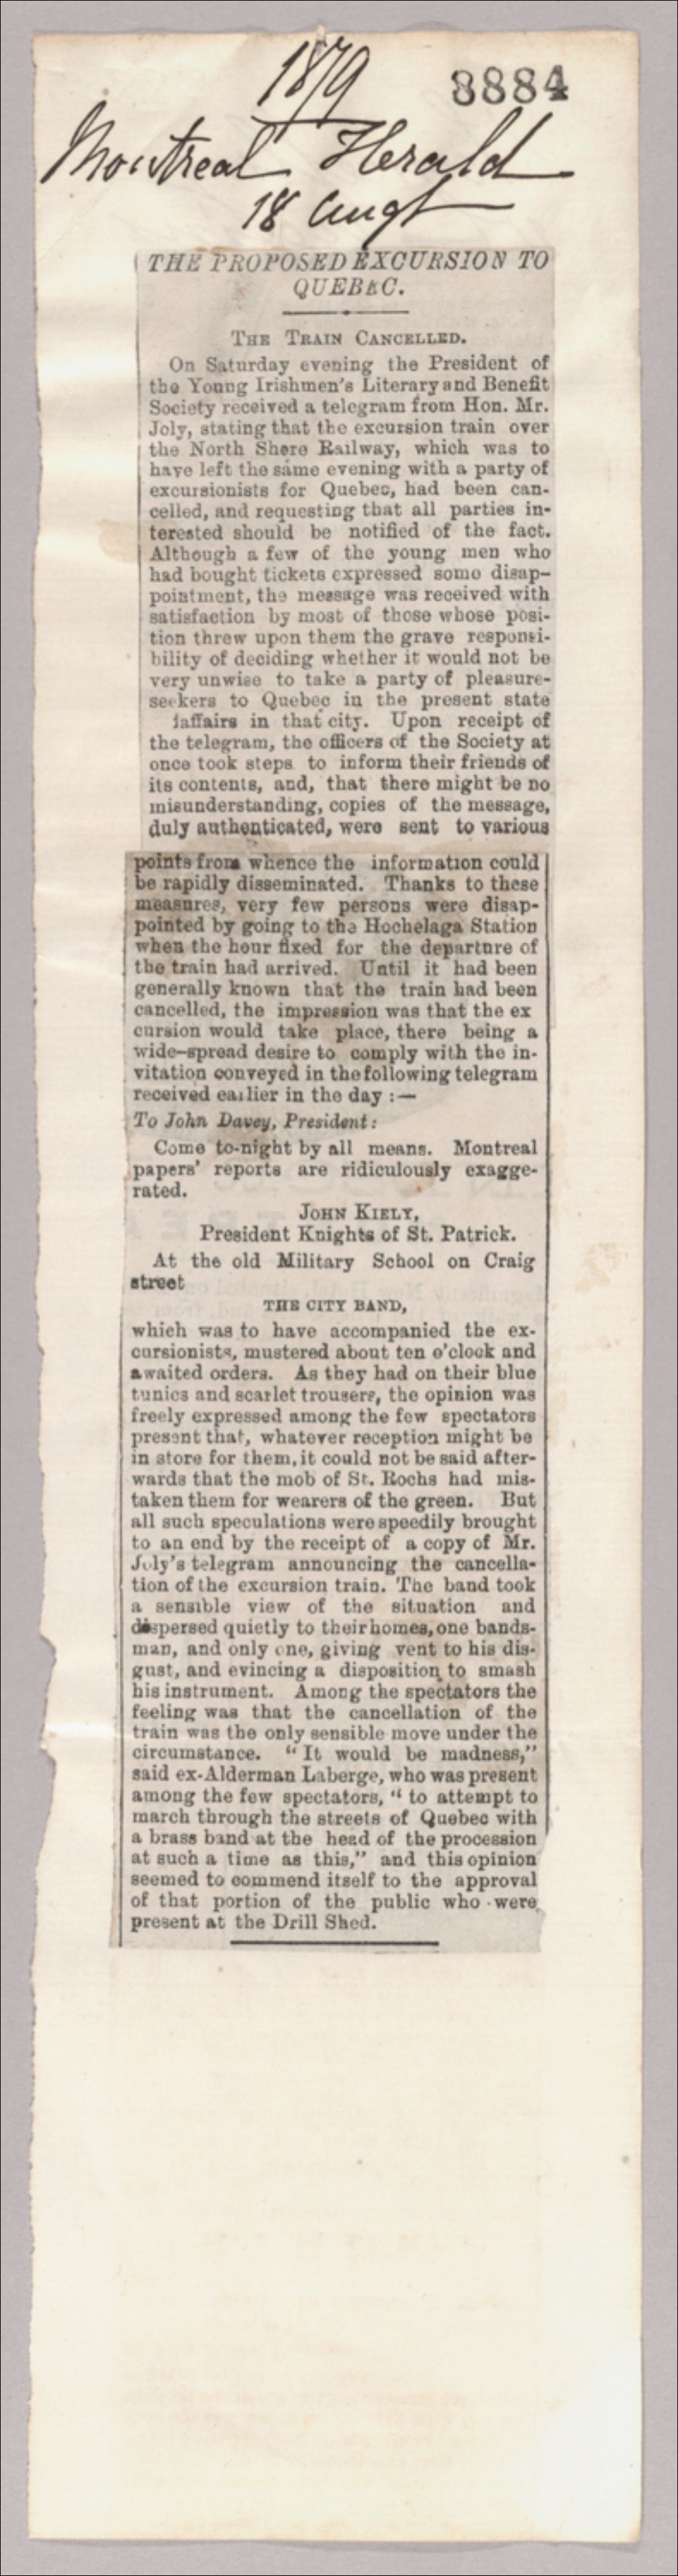 1879
8884
Montreal Herald
18 Augt
THE PROPOSED EXCURSION TO
QUEBEC.
THE TRAIN CANCELLED.
On Saturday evening the President of
the Young Irishmen's Literary and Benefit
Society received a telegram from Hon. Mr.
Joly, stating that the excursion train over
the North Shore Railway, which was to
have left the same evening with a party of
excursionists for Quebec, had been can-
celled, and requesting that all parties in-
terested should be notified of the fact.
Although a few of the young men who
had bought tickets expressed some disap-
pointment, the message was received with
satisfaction by most of those whose posi-
tion threw upon them the grave responsi-
bility of deciding whether it would not be
very unwise to take a party of pleasure-
seekers to Quebec in the present state
affairs in that city. Upon receipt of
the telegram, the officers of the Society at
once took steps to inform their friends of
its contents, and, that there might be no
misunderstanding, copies of the message,
duly authenticated, were sent to various
points from whence the information could
be rapidly disseminated. Thanks to these
measures, very few persons were disap-
pointed by going to the Hochelaga Station
when the hour fixed for the departure of
the train had arrived. Until it had been
generally known that the train had been
cancelled, the impression was that the ex
cursion would take place, there being a
wide-spread desire to comply with the in-
vitation conveyed in the following telegram
received earlier in the day :—
To John Davey, President:
Come to-night by all means. Montreal
papers' reports are ridiculously exagge-
rated.
JOHN KIELY,
President Knights of St. Patrick.
At the old Military School on Craig
street
THE CITY BAND,
which was to have accompanied the ex-
cursionists, mustered about ten o'clock and
awaited orders. As they had on their blue
tunics and scarlet trousers, the opinion was
freely expressed among the few spectators
present that, whatever reception might be
in store for them, it could not be said after-
wards that the mob of St. Rochs had mis-
taken them for wearers of the green. But
all such speculations were speedily brought
to an end by the receipt of a copy of Mr.
Joly's telegram announcing the cancella-
tion of the excursion train. The band took
a sensible view of the situation and
dispersed quietly to their homes, one bands-
man, and only one, giving vent to his dis-
gust, and evincing a disposition to smash
his instrument. Among the spectators the
feeling was that the cancellation of the
train was the only sensible move under the
circumstance. "It would be madness,"
said ex-Alderman Laberge, who was present
among the few spectators, "to attempt to
march through the streets of Quebec with
a brass band at the head of the procession
at such a time as this," and this opinion
seemed to commend itself to the approval
of that portion of the public who were
present at the Drill Shed.